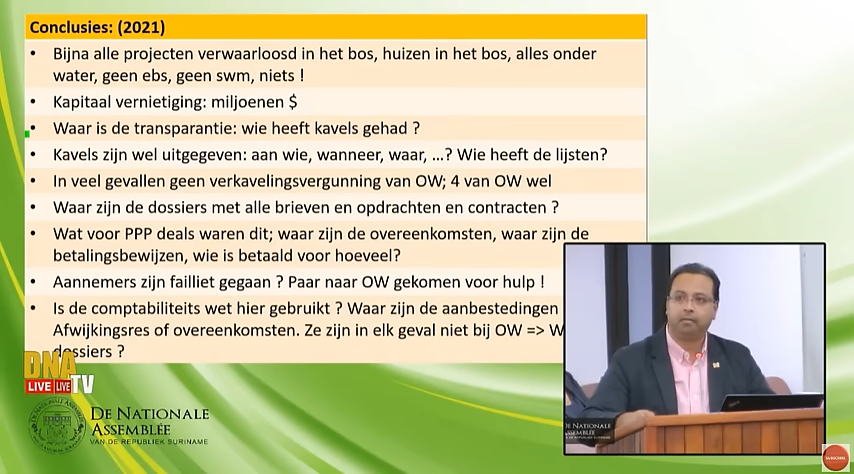 Conclusies: (2021)
• Bijna alle projecten verwaarloosd in het bos, huizen in het bos, alles onder
water, geen ebs, geen swm, niets !
• Kapitaal vernietiging: miljoenen $
• Waar is de transparantie: wie heeft kavels gehad ?
• Kavels zijn wel uitgegeven: aan wie, wanneer, waar, …? Wie heeft de lijsten?
• In veel gevallen geen verkavelingsvergunning van OW; 4 van OW wel
• Waar zijn de dossiers met alle brieven en opdrachten en contracten ?
• Wat voor PPP deals waren dit; waar zijn de overeenkomsten, waar zijn de
betalingsbewijzen, wie is betaald voor hoeveel?
• Aannemers zijn failliet gegaan ? Paar naar OW gekomen voor hulp !
• Is de comptabiliteits wet hier gebruikt ? Waar zijn de aanbestedingen
Afwijkingsres of overeenkomsten. Ze zijn in elk geval niet bij OW => W
dossiers ?
DNA
LIVE LIVE TV
DE NATIONALE
ASSEMBLÉE
VAN DE REPUBLIEK SURINAME
DE NATIONALE
ASSEMBLÉE
SUBSCRIBE